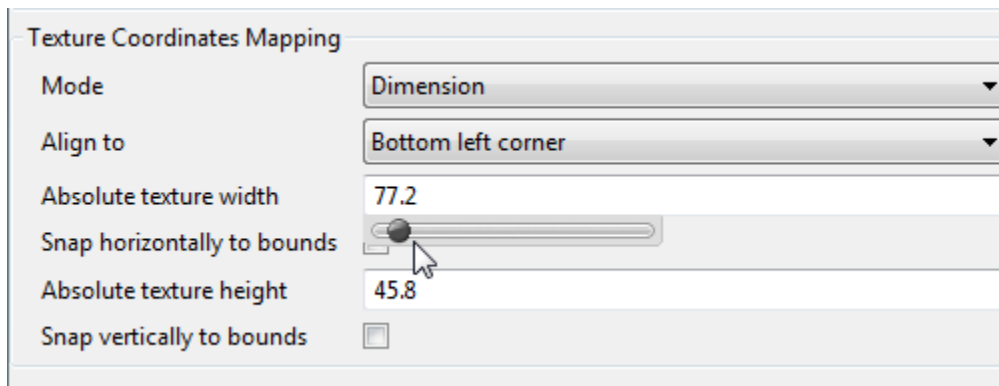 Texture Coordinates Mapping
Mode Dimension
Align to Bottom left corner
Absolute texture width 77.2
Snap horizontally to bounds
Absolute texture height 45.8
Snap vertically to bounds